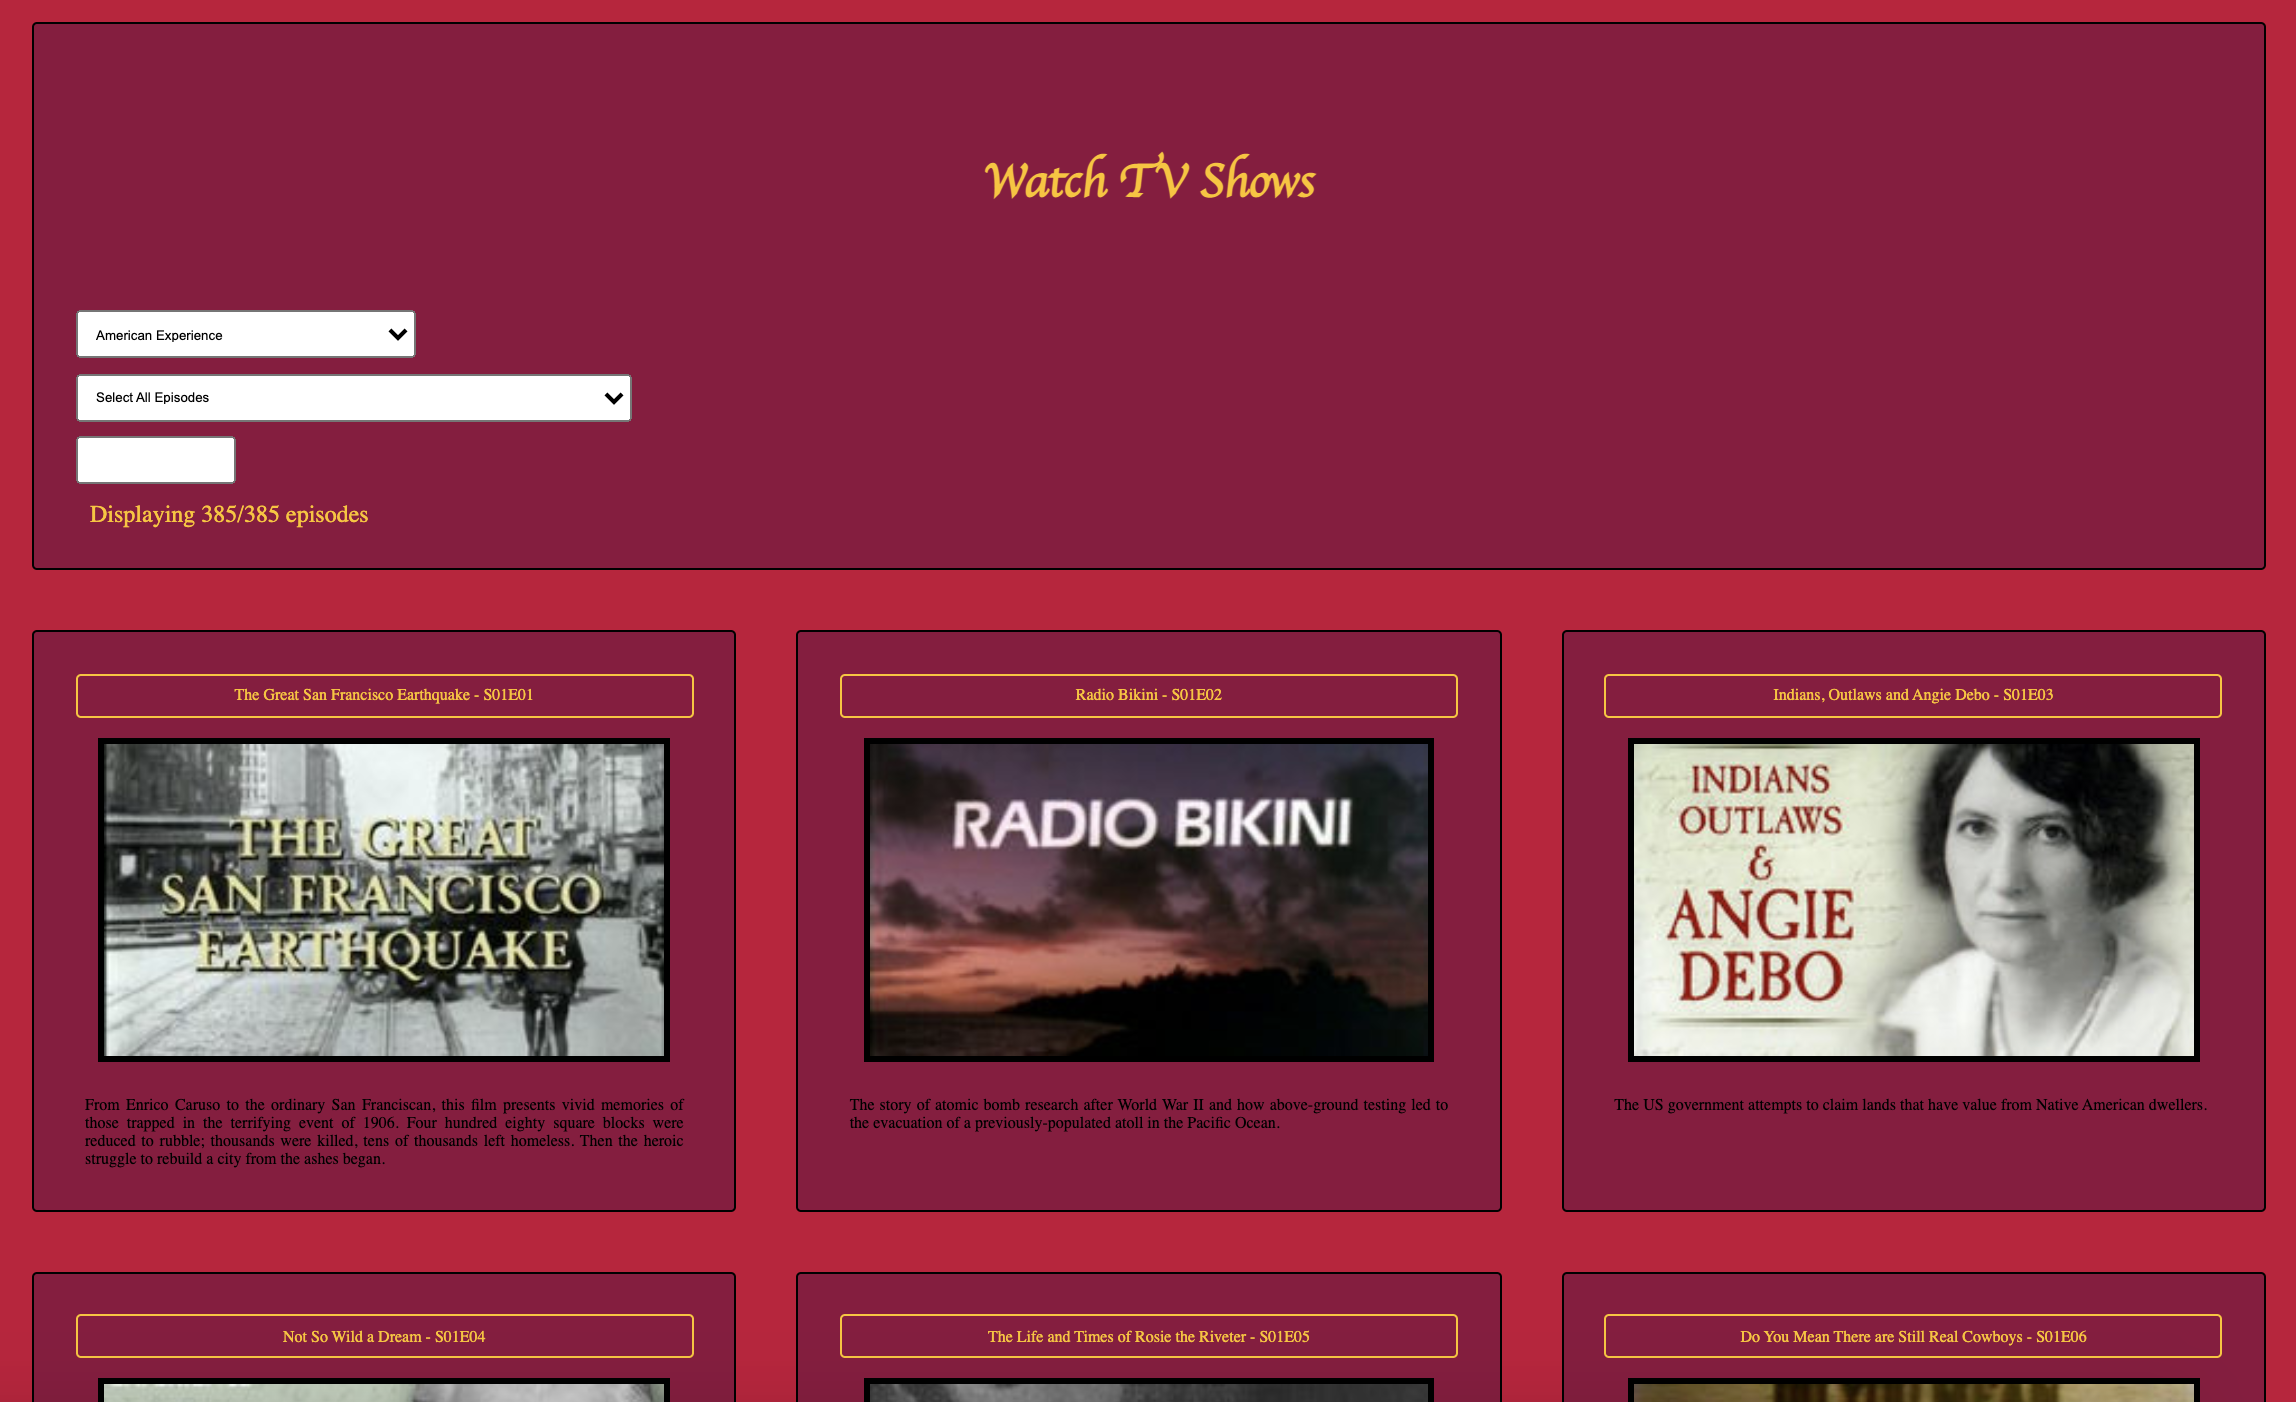 Watch TV Shows
American Experience
Select All Episodes
Displaying 385/385 episodes
The Great San Francisco Earthquake - S01E01
THE GREAT
SAN FRANCISCO
EARTHQUAKE
From Enrico Caruso to the ordinary San Franciscan, this film presents vivid memories of
those trapped in the terrifying event of 1906. Four hundred eighty square blocks were
reduced to rubble; thousands were killed, tens of thousands left homeless. Then the heroic
struggle to rebuild a city from the ashes began.
Radio Bikini - S01E02
RADIO BIKINI
The story of atomic bomb research after World War II and how above-ground testing led to
the evacuation of a previously-populated atoll in the Pacific Ocean.
Indians, Outlaws and Angie Debo - S01E03
INDIANS
OUTLAWS
&
ANGIE
DEBO
The US government attempts to claim lands that have value from Native American dwellers.
Not So Wild a Dream - S01E04
The Life and Times of Rosie the Riveter - S01E05
Do You Mean There are Still Real Cowboys - S01E06